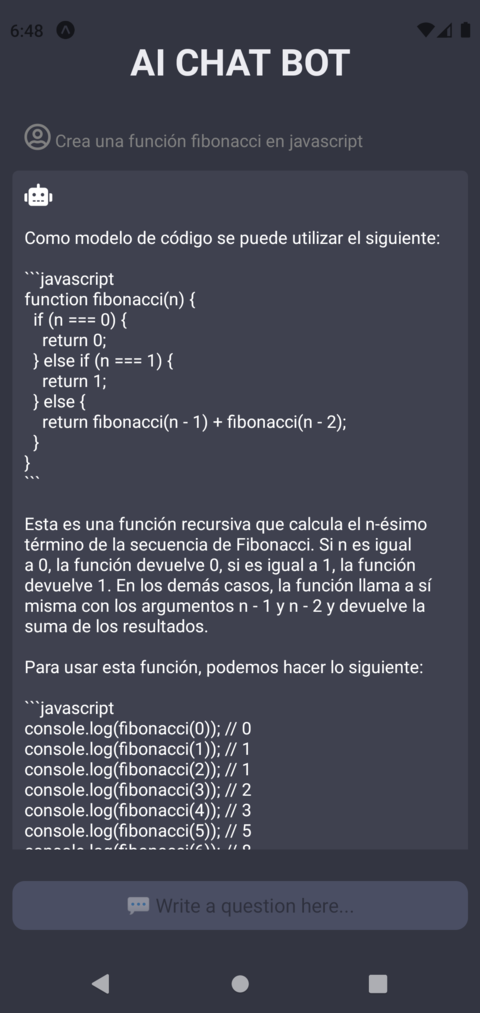 6:48
AI CHAT BOT
Crea una función fibonacci en javascript
Como modelo de código se puede utilizar el siguiente:
```javascript
function fibonacci(n) {
  if (n === 0) {
    return 0;
  } else if (n === 1) {
    return 1;
  } else {
    return fibonacci(n - 1) + fibonacci(n - 2);
  }
}
```
Esta es una función recursiva que calcula el n-ésimo
término de la secuencia de Fibonacci. Si n es igual
a 0, la función devuelve 0, si es igual a 1, la función
devuelve 1. En los demás casos, la función llama a sí
misma con los argumentos n - 1 y n - 2 y devuelve la
suma de los resultados.
Para usar esta función, podemos hacer lo siguiente:
```javascript
console.log(fibonacci(0)); // 0
console.log(fibonacci(1)); // 1
console.log(fibonacci(2)); // 1
console.log(fibonacci(3)); // 2
console.log(fibonacci(4)); // 3
console.log(fibonacci(5)); // 5
Write a question here...